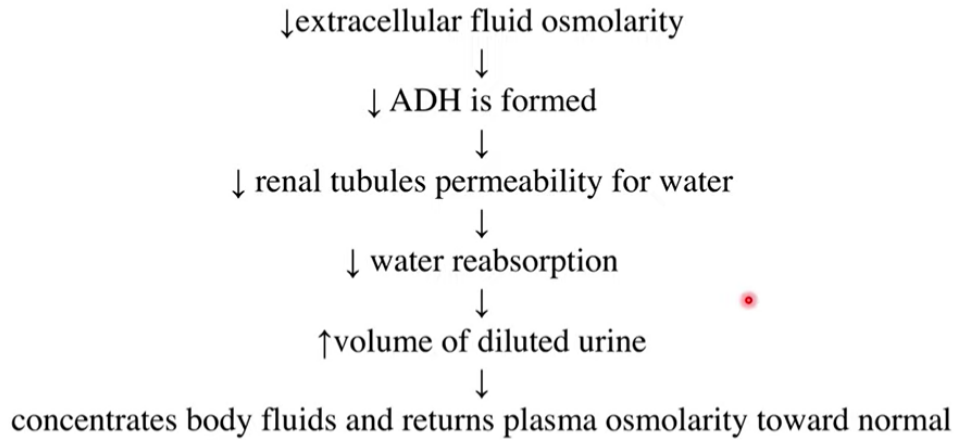 ↓extracellular fluid osmolarity
↓
↓ ADH is formed
↓
↓ renal tubules permeability for water
↓
↓ water reabsorption
↓
↑volume of diluted urine
↓
concentrates body fluids and returns plasma osmolarity toward normal